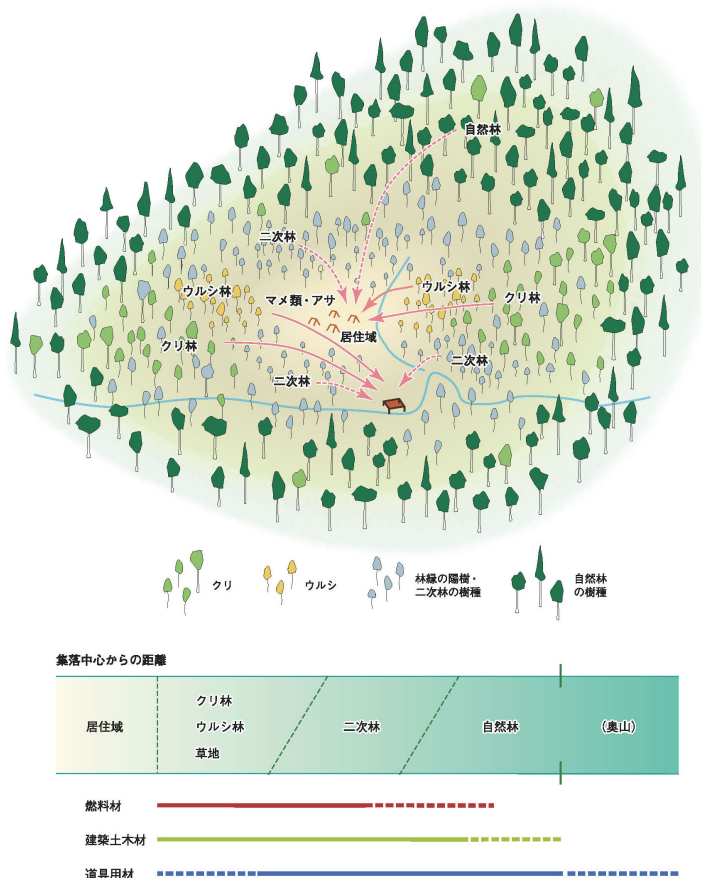 自然林
二次林
ウルシ林
マメ類・アサ
ウルシ林
クリ林
居住域
クリ林
二次林
二次林
クリ
ウルシ
林縁の陽樹・
二次林の樹種
自然林
の樹種
集落中心からの距離
居住域
クリ林
ウルシ林
草地
二次林
自然林
(奥山)
燃料材
建築土木材
道具用材